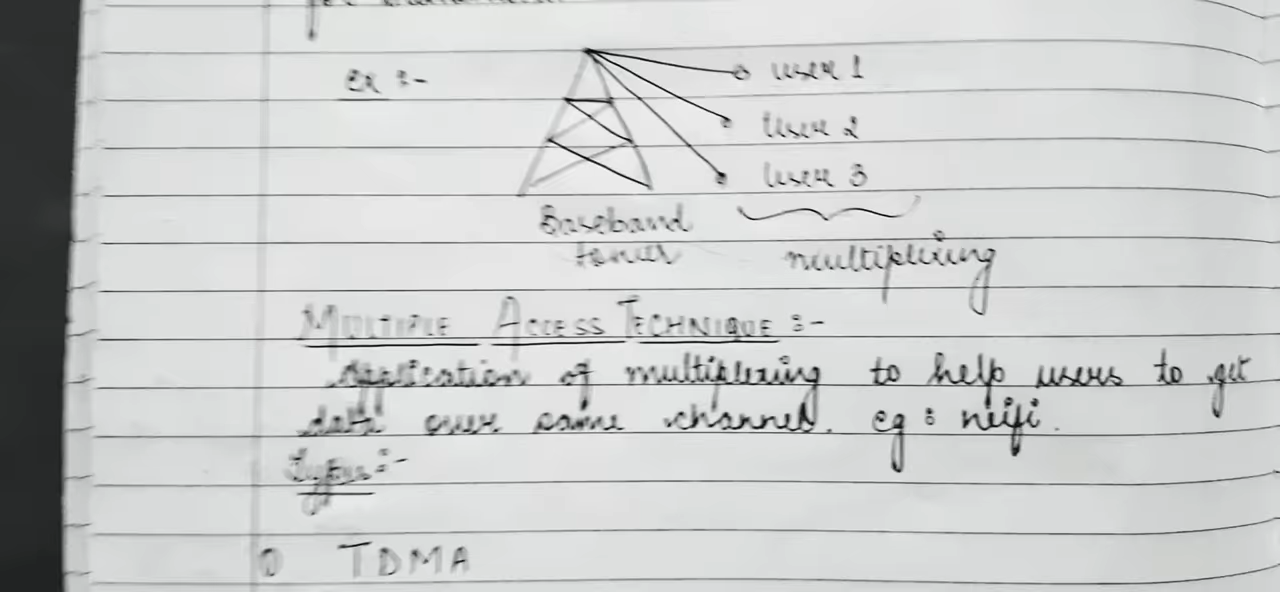 ex :-
user 1
user 2
user 3
Baseband
tower
multiplexing
MULTIPLE ACCESS TECHNIQUE :-
Application of multiplexing to help users to get
data over same channel. eg : wifi.
Types :-
① TDMA